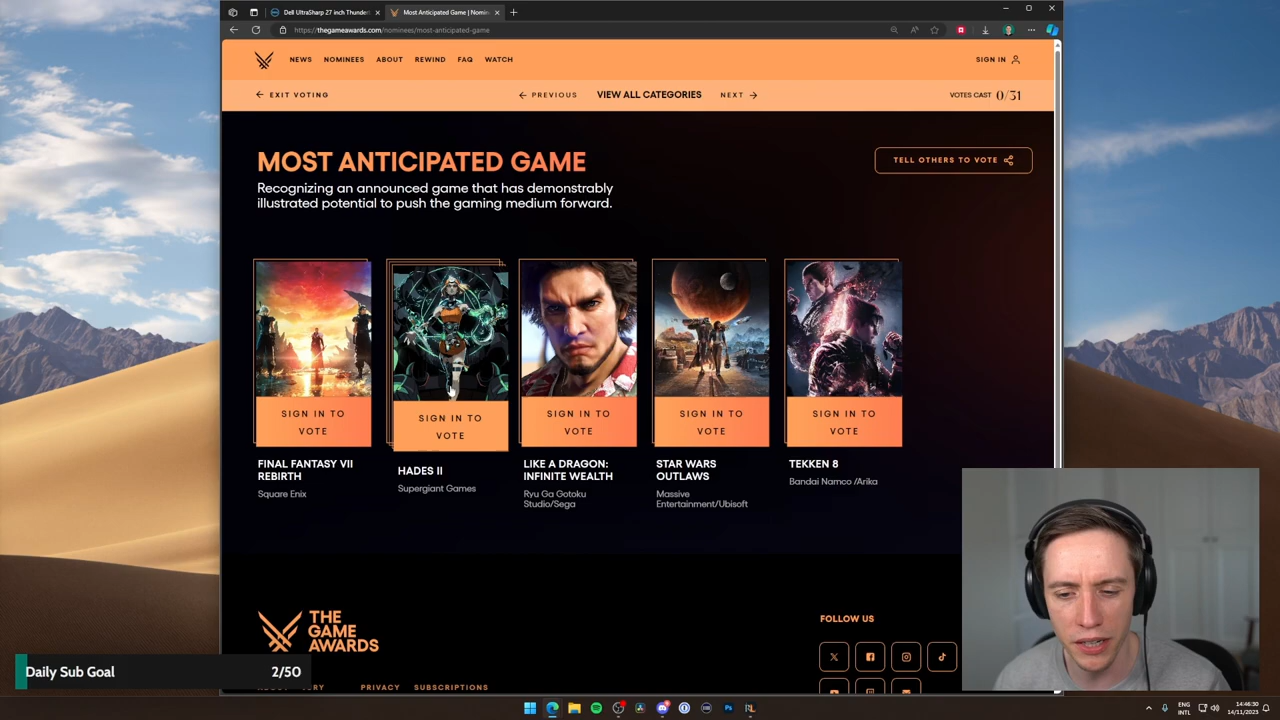 Dell UltraSharp 27 inch Thunder
Most Anticipated Game | Nomin
https://thegameawards.com/nominees/most-anticipated-game
NEWS NOMINEES ABOUT REWIND FAQ WATCH
SIGN IN
EXIT VOTING
PREVIOUS VIEW ALL CATEGORIES NEXT
VOTES CAST 0/31
MOST ANTICIPATED GAME
TELL OTHERS TO VOTE
Recognizing an announced game that has demonstrably
illustrated potential to push the gaming medium forward.
SIGN IN TO
VOTE
SIGN IN TO
VOTE
SIGN IN TO
VOTE
SIGN IN TO
VOTE
SIGN IN TO
VOTE
FINAL FANTASY VII
REBIRTH
Square Enix
HADES II
Supergiant Games
LIKE A DRAGON:
INFINITE WEALTH
Ryu Ga Gotoku
Studio/Sega
STAR WARS
OUTLAWS
Massive
Entertainment/Ubisoft
TEKKEN 8
Bandai Namco /Arika
THE
GAME
AWARDS
FOLLOW US
Daily Sub Goal 2/50
PRIVACY SUBSCRIPTIONS
ENG
INTL
14:46:30
14/11/2023